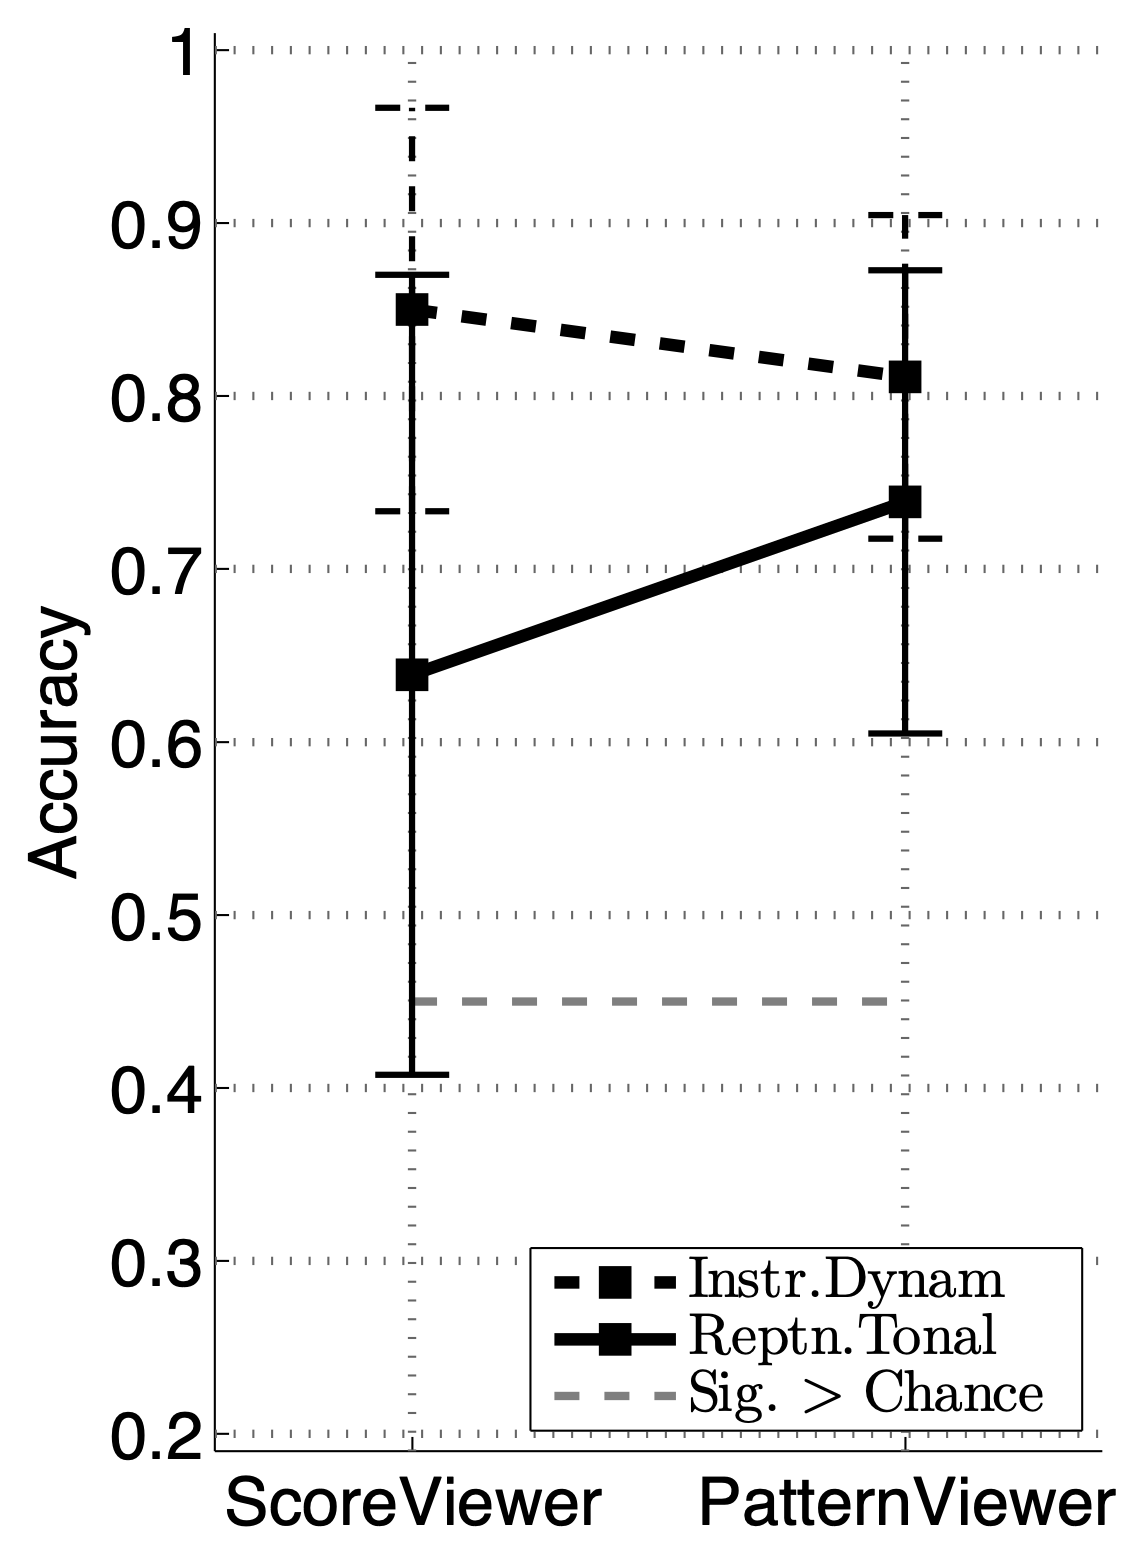 1
0.9
0.8
0.7
0.6
0.5
0.4
0.3
0.2
Accuracy
Instr.Dynam
Reptn.Tonal
Sig. > Chance
ScoreViewer PatternViewer